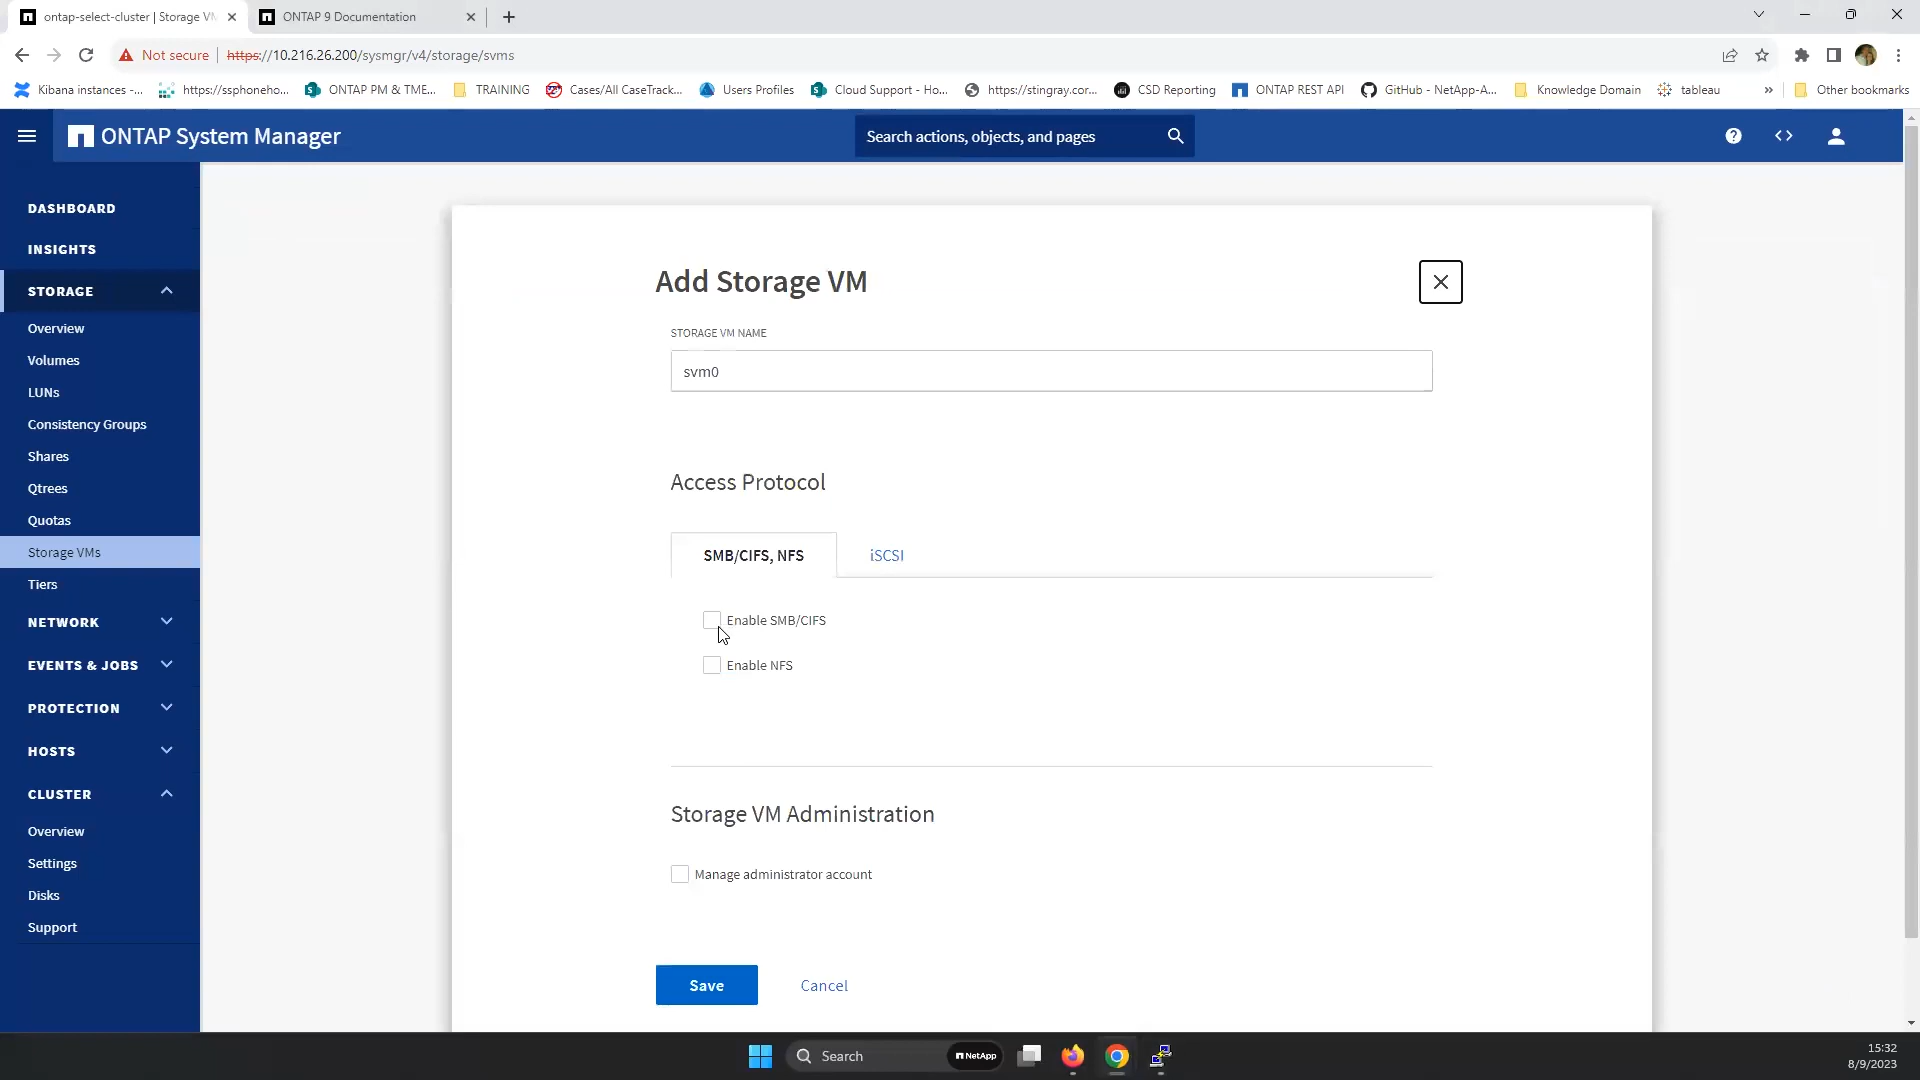 ontap-select-cluster | Storage VM
ONTAP 9 Documentation
Not secure
https://10.216.26.200/sysmgr/v4/storage/svms
Kibana instances -...
https://ssphoneho...
ONTAP PM & TME...
TRAINING
Cases/All CaseTrack...
Users Profiles
Cloud Support - Ho...
https://stingray.cor...
CSD Reporting
ONTAP REST API
GitHub - NetApp-A...
Knowledge Domain
tableau
»
Other bookmarks
ONTAP System Manager
Search actions, objects, and pages
DASHBOARD
INSIGHTS
STORAGE
Overview
Volumes
LUNs
Consistency Groups
Shares
Qtrees
Quotas
Storage VMs
Tiers
NETWORK
EVENTS & JOBS
PROTECTION
HOSTS
CLUSTER
Overview
Settings
Disks
Support
Add Storage VM
STORAGE VM NAME
svm0
Access Protocol
SMB/CIFS, NFS
iSCSI
Enable SMB/CIFS
Enable NFS
Storage VM Administration
Manage administrator account
Save
Cancel
Search
NetApp
15:32
8/9/2023